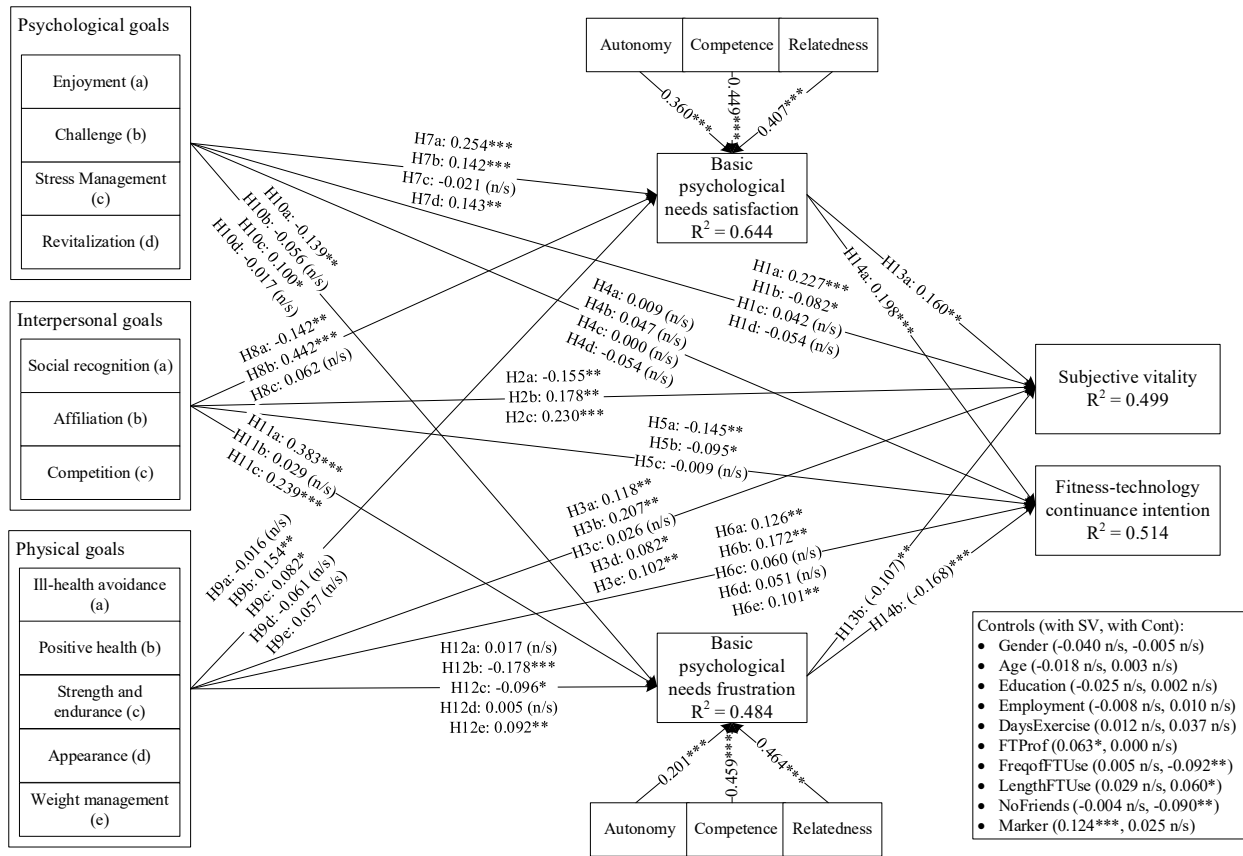 Psychological goals
Enjoyment (a)
Challenge (b)
Stress Management
(c)
Revitalization (d)
Interpersonal goals
Social recognition (a)
Affiliation (b)
Competition (c)
Physical goals
Ill-health avoidance
(a)
Positive health (b)
Strength and
endurance (c)
Appearance (d)
Weight management
(e)
Autonomy
Competence
Relatedness
0.360***
0.449***
0.407***
Basic
psychological
needs satisfaction
R² = 0.644
H7a: 0.254***
H7b: 0.142***
H7c: -0.021 (n/s)
H7d: 0.143**
H10a: -0.139**
H10b: -0.056 (n/s)
H10c: 0.100*
H10d: -0.017 (n/s)
H8a: -0.142**
H8b: 0.442***
H8c: 0.062 (n/s)
H4a: 0.009 (n/s)
H4b: 0.047 (n/s)
H4c: 0.000 (n/s)
H4d: -0.054 (n/s)
H1a: 0.227***
H1b: -0.082*
H1c: 0.042 (n/s)
H1d: -0.054 (n/s)
H14a: 0.198***
H13a: 0.160**
H2a: -0.155**
H2b: 0.178**
H2c: 0.230***
H5a: -0.145**
H5b: -0.095*
H5c: -0.009 (n/s)
H11a: 0.383***
H11b: 0.029 (n/s)
H11c: 0.239***
H9a: -0.016 (n/s)
H9b: 0.154**
H9c: 0.082*
H9d: -0.061 (n/s)
H9e: 0.057 (n/s)
H3a: 0.118**
H3b: 0.207**
H3c: 0.026 (n/s)
H3d: 0.082*
H3e: 0.102**
H6a: 0.126**
H6b: 0.172**
H6c: 0.060 (n/s)
H6d: 0.051 (n/s)
H6e: 0.101**
H12a: 0.017 (n/s)
H12b: -0.178***
H12c: -0.096*
H12d: 0.005 (n/s)
H12e: 0.092**
H13b: (-0.107)**
H14b: (-0.168)***
Subjective vitality
R² = 0.499
Fitness-technology
continuance intention
R² = 0.514
Basic
psychological
needs frustration
R² = 0.484
0.201***
0.459***
0.464***
Autonomy
Competence
Relatedness
Controls (with SV, with Cont):
• Gender (-0.040 n/s, -0.005 n/s)
• Age (-0.018 n/s, 0.003 n/s)
• Education (-0.025 n/s, 0.002 n/s)
• Employment (-0.008 n/s, 0.010 n/s)
• DaysExercise (0.012 n/s, 0.037 n/s)
• FTProf (0.063*, 0.000 n/s)
• FreqofFTUse (0.005 n/s, -0.092**)
• LengthFTUse (0.029 n/s, 0.060*)
• NoFriends (-0.004 n/s, -0.090**)
• Marker (0.124***, 0.025 n/s)